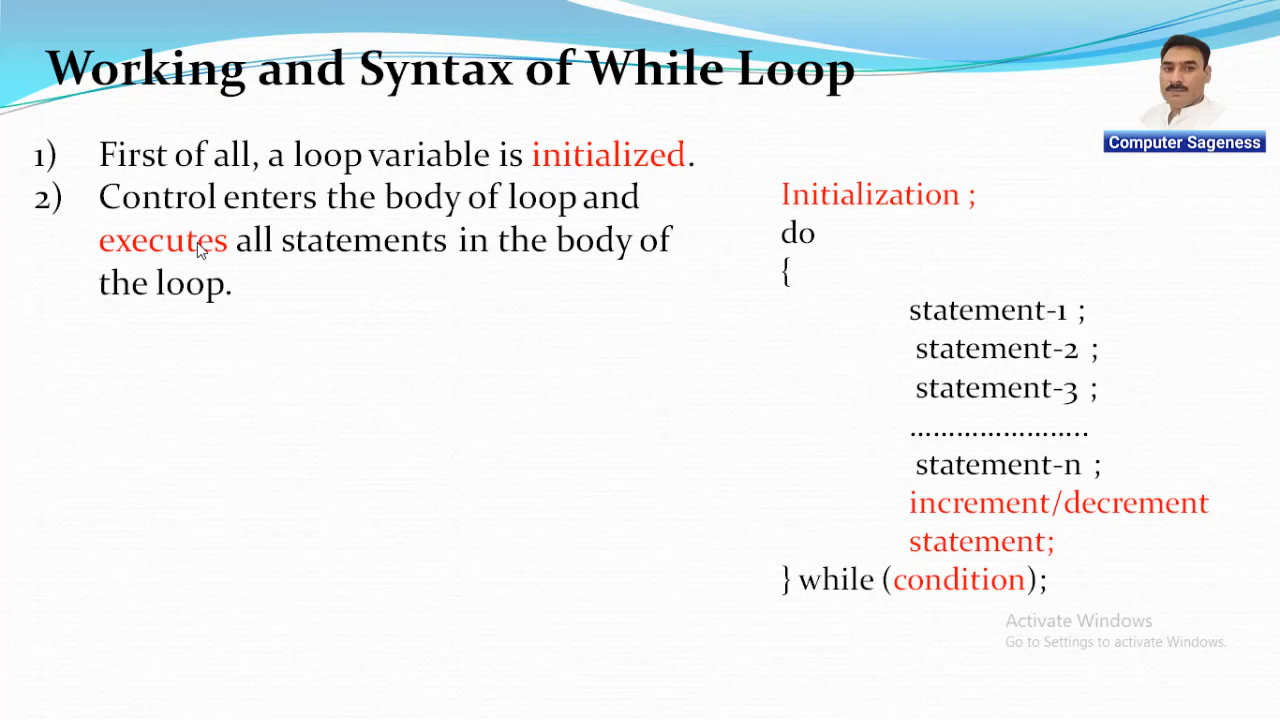 Working and Syntax of While Loop
Computer Sageness
1) First of all, a loop variable is initialized.
2) Control enters the body of loop and
executes all statements in the body of
the loop.
Initialization ;
do
{
statement-1 ;
statement-2 ;
statement-3 ;
…………………..
statement-n ;
increment/decrement
statement;
} while (condition);
Activate Windows
Go to Settings to activate Windows.